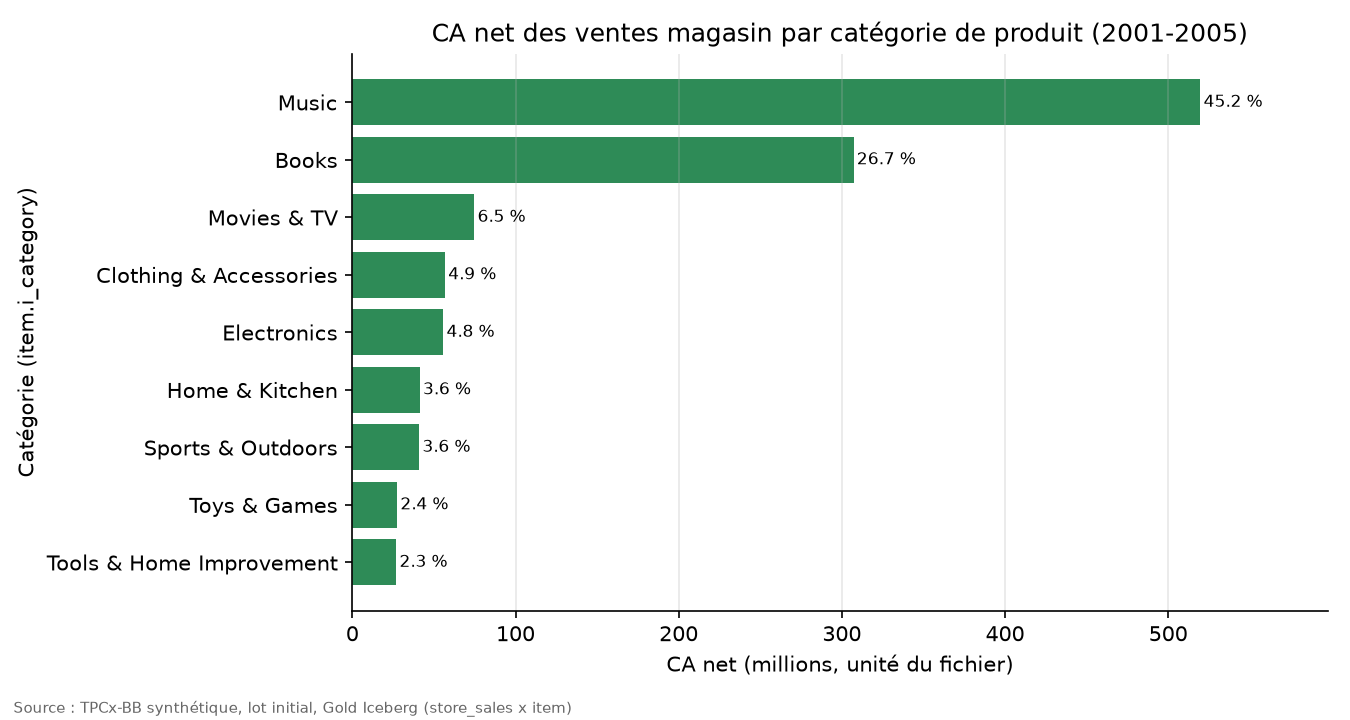 CA net des ventes magasin par catégorie de produit (2001-2005)
Catégorie (item.i_category)
Music 45.2 %
Books 26.7 %
Movies & TV 6.5 %
Clothing & Accessories 4.9 %
Electronics 4.8 %
Home & Kitchen 3.6 %
Sports & Outdoors 3.6 %
Toys & Games 2.4 %
Tools & Home Improvement 2.3 %
0 100 200 300 400 500
CA net (millions, unité du fichier)
Source : TPCx-BB synthétique, lot initial, Gold Iceberg (store_sales x item)